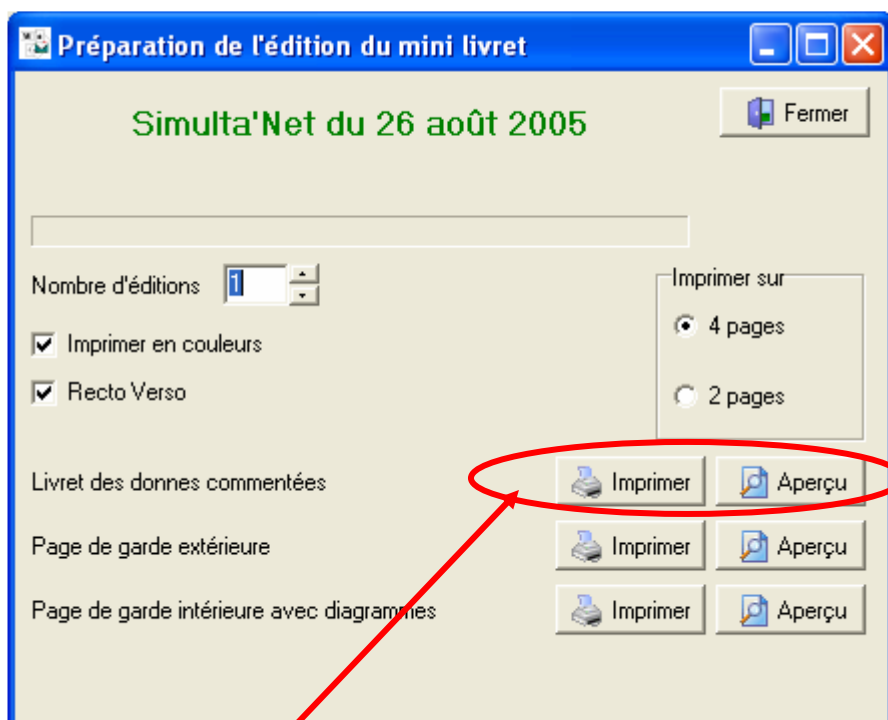 Préparation de l'édition du mini livret
Simulta'Net du 26 août 2005
Fermer
Nombre d'éditions 1
Imprimer sur
4 pages
Imprimer en couleurs
Recto Verso
2 pages
Livret des donnes commentées Imprimer Aperçu
Page de garde extérieure Imprimer Aperçu
Page de garde intérieure avec diagrammes Imprimer Aperçu